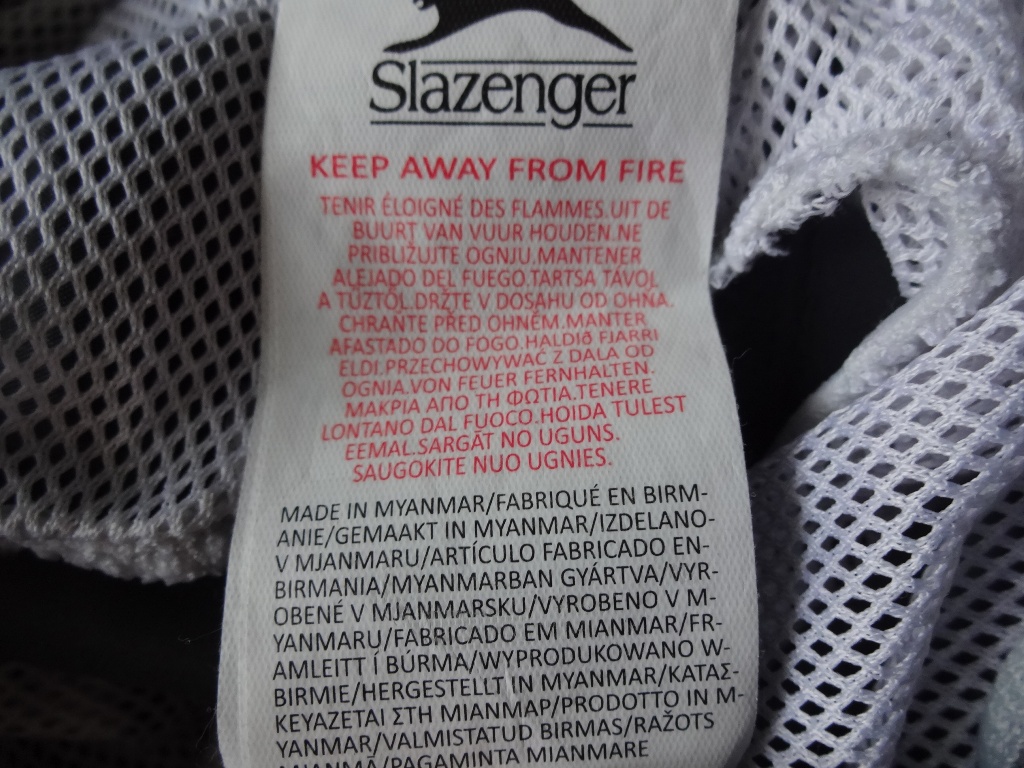 Slazenger
KEEP AWAY FROM FIRE
TENIR ÉLOIGNÉ DES FLAMMES.UIT DE
BUURT VAN VUUR HOUDEN.NE
PRIBLIŽUJTE OGNJU.MANTENER
ALEJADO DEL FUEGO.TARTSA TÁVOL
A TŰZTŐL.DRŽTE V DOSAHU OD OHŇA.
CHRAŇTE PŘED OHNĚM.MANTER
AFASTADO DO FOGO.HALDIÐ FJARRI
ELDI.PRZECHOWYWAĆ Z DALA OD
OGNIA.VON FEUER FERNHALTEN.
ΜΑΚΡΙΑ ΑΠΟ ΤΗ ΦΩΤΙΑ.TENERE
LONTANO DAL FUOCO.HOIDA TULEST
EEMAL.SARGĀT NO UGUNS.
SAUGOKITE NUO UGNIES.
MADE IN MYANMAR/FABRIQUÉ EN BIRM-
ANIE/GEMAAKT IN MYANMAR/IZDELANO-
V MJANMARU/ARTÍCULO FABRICADO EN-
BIRMANIA/MYANMARBAN GYÁRTVA/VYR-
OBENÉ V MJANMARSKU/VYROBENO V M-
YANMARU/FABRICADO EM MIANMAR/FR-
AMLEITT Í BÚRMA/WYPRODUKOWANO W-
BIRMIE/HERGESTELLT IN MYANMAR/ΚΑΤΑΣ-
ΚΕΥΑΖΕΤΑΙ ΣΤΗ ΜΙΑΝΜΑΡ/PRODOTTO IN M-
YANMAR/VALMISTATUD BIRMAS/RAŽOTS
MIANMĀ/PAGAMINTA MIANMARE